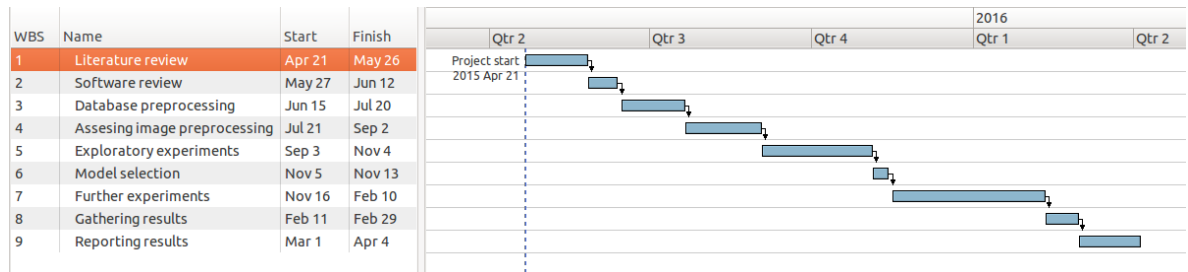 2016
WBS Name Start Finish Qtr 2 Qtr 3 Qtr 4 Qtr 1 Qtr 2
1 Literature review Apr 21 May 26 Project start
2015 Apr 21
2 Software review May 27 Jun 12
3 Database preprocessing Jun 15 Jul 20
4 Assesing image preprocessing Jul 21 Sep 2
5 Exploratory experiments Sep 3 Nov 4
6 Model selection Nov 5 Nov 13
7 Further experiments Nov 16 Feb 10
8 Gathering results Feb 11 Feb 29
9 Reporting results Mar 1 Apr 4